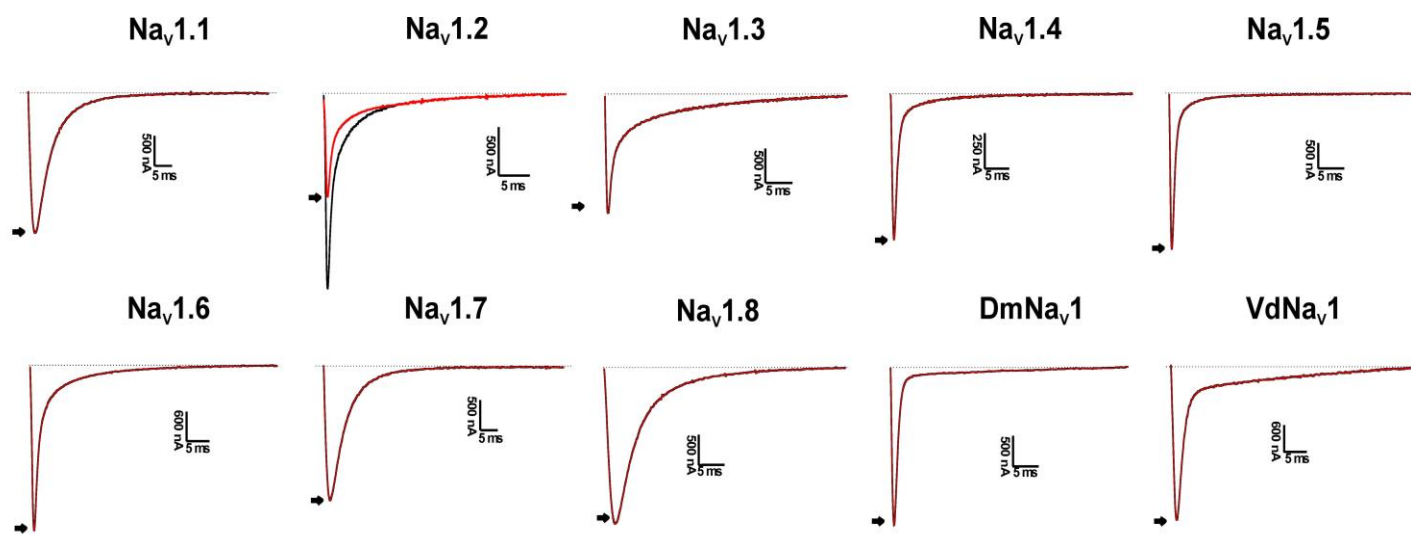 Naᵥ1.1 Naᵥ1.2 Naᵥ1.3 Naᵥ1.4 Naᵥ1.5
500 nA 5 ms
500 nA 5 ms
500 nA 5 ms
250 nA 5 ms
500 nA 5 ms
Naᵥ1.6 Naᵥ1.7 Naᵥ1.8 DmNaᵥ1 VdNaᵥ1
600 nA 5 ms
500 nA 5 ms
500 nA 5 ms
500 nA 5 ms
600 nA 5 ms